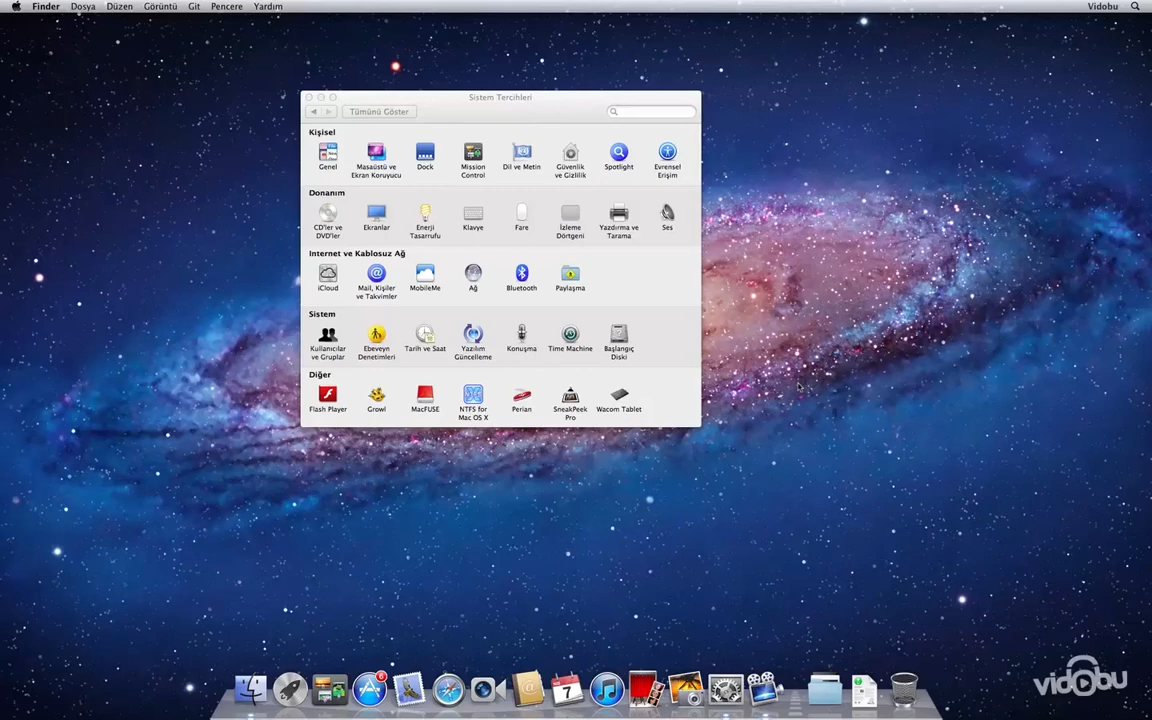 Finder Dosya Düzen Görüntü Git Pencere Yardım Vidobu
Sistem Tercihleri
Tümünü Göster
Kişisel
Genel
Masaüstü ve
Ekran Koruyucu
Dock
Mission
Control
Dil ve Metin
Güvenlik
ve Gizlilik
Spotlight
Evrensel
Erişim
Donanım
CD'ler ve
DVD'ler
Ekranlar
Enerji
Tasarrufu
Klavye
Fare
İzleme
Dörtgeni
Yazdırma ve
Tarama
Ses
Internet ve Kablosuz Ağ
iCloud
Mail, Kişiler
ve Takvimler
MobileMe
Ağ
Bluetooth
Paylaşma
Sistem
Kullanıcılar
ve Gruplar
Ebeveyn
Denetimleri
Tarih ve Saat
Yazılım
Güncelleme
Konuşma
Time Machine
Başlangıç
Diski
Diğer
Flash Player
Growl
MacFUSE
NTFS for
Mac OS X
Perian
SneakPeek
Pro
Wacom Tablet
6
7
vidobu